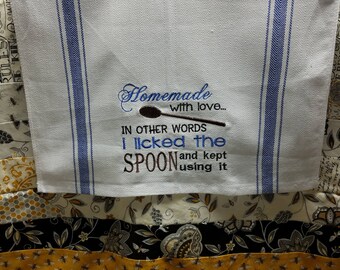 Homemade
with love...
IN OTHER WORDS
I licked the
SPOON and kept
using it